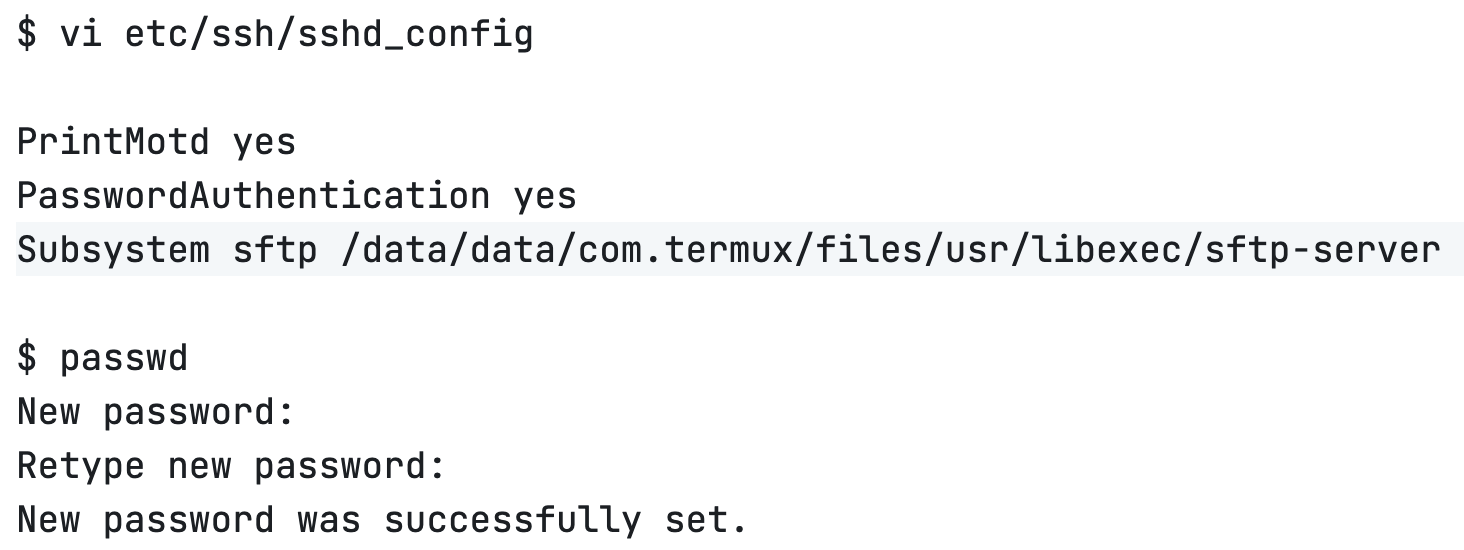 $ vi etc/ssh/sshd_config
PrintMotd yes
PasswordAuthentication yes
Subsystem sftp /data/data/com.termux/files/usr/libexec/sftp-server
$ passwd
New password:
Retype new password:
New password was successfully set.